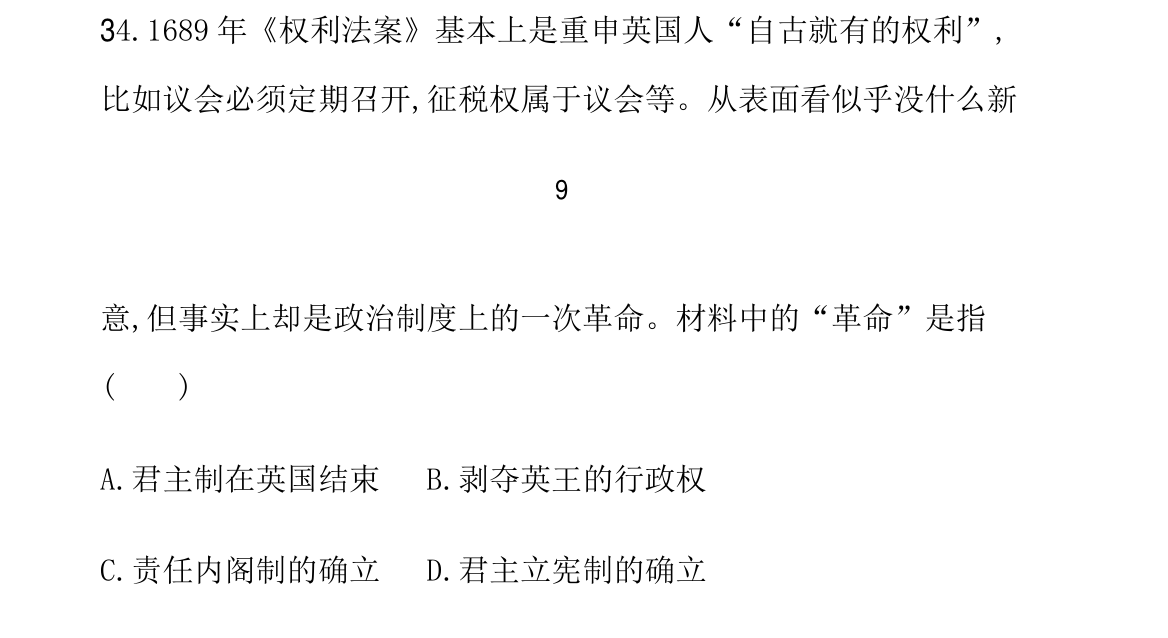 34.1689年《权利法案》基本上是重申英国人“自古就有的权利”,
比如议会必须定期召开,征税权属于议会等。从表面看似乎没什么新
9
意,但事实上却是政治制度上的一次革命。材料中的“革命”是指
(　　)
A.君主制在英国结束　B.剥夺英王的行政权
C.责任内阁制的确立　D.君主立宪制的确立